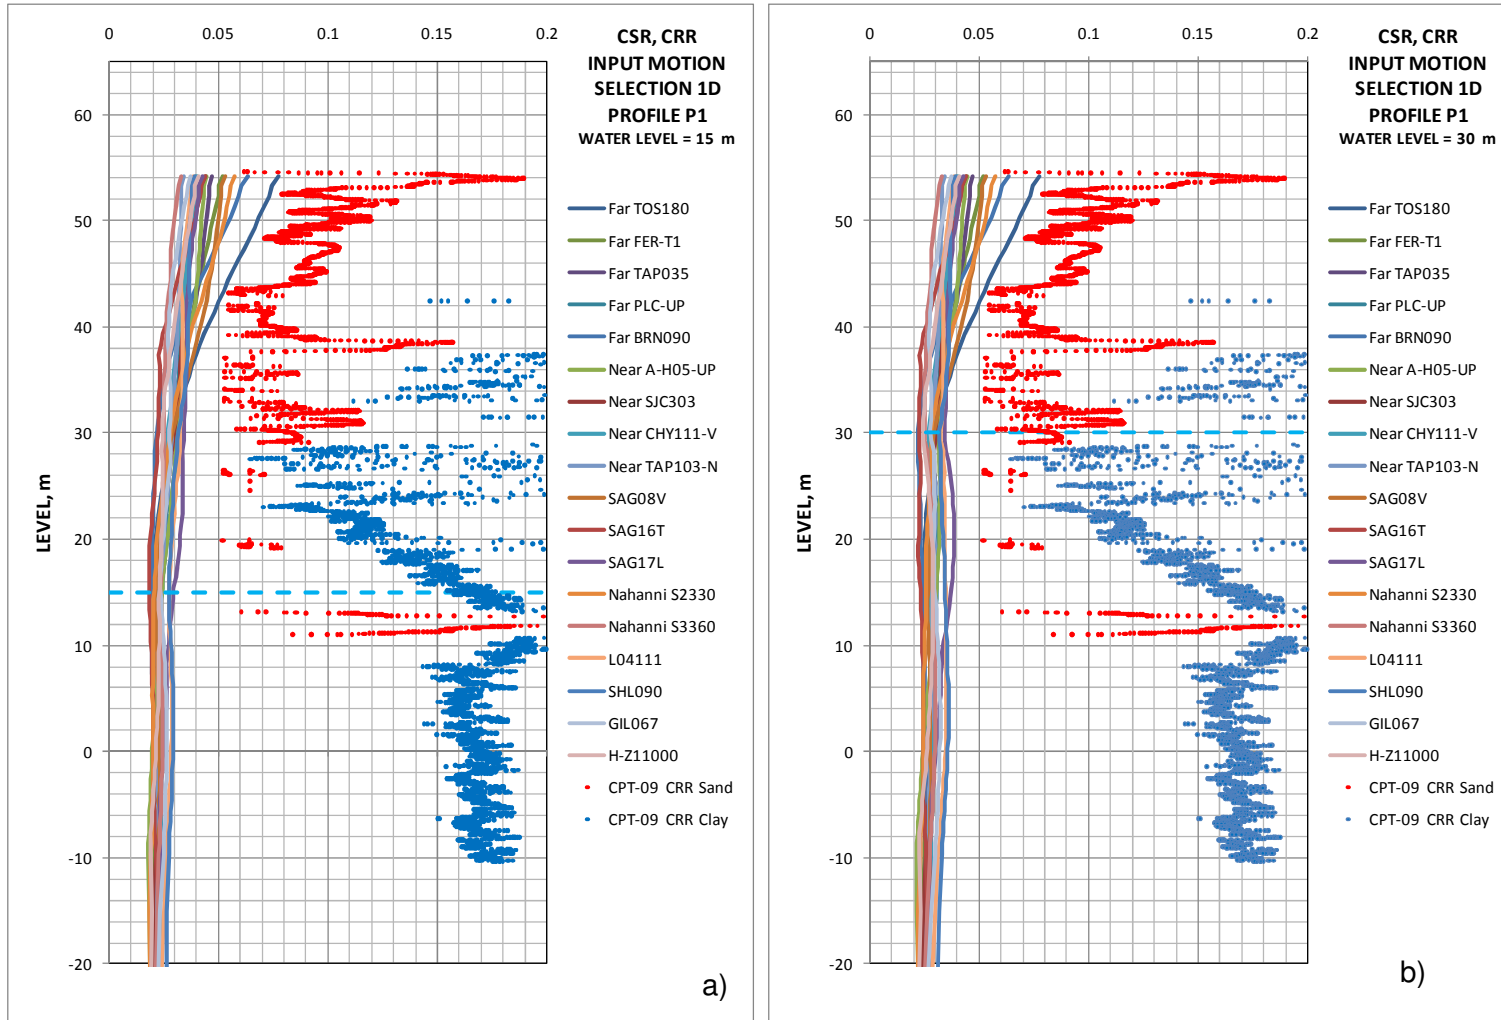 0 0.05 0.1 0.15 0.2
CSR, CRR
INPUT MOTION
SELECTION 1D
PROFILE P1
WATER LEVEL = 15 m
60
50
40
30
20
10
0
-10
-20
LEVEL, m
Far TOS180
Far FER-T1
Far TAP035
Far PLC-UP
Far BRN090
Near A-H05-UP
Near SJC303
Near CHY111-V
Near TAP103-N
SAG08V
SAG16T
SAG17L
Nahanni S2330
Nahanni S3360
L04111
SHL090
GIL067
H-Z11000
CPT-09 CRR Sand
CPT-09 CRR Clay
a)
0 0.05 0.1 0.15 0.2
CSR, CRR
INPUT MOTION
SELECTION 1D
PROFILE P1
WATER LEVEL = 30 m
60
50
40
30
20
10
0
-10
-20
LEVEL, m
Far TOS180
Far FER-T1
Far TAP035
Far PLC-UP
Far BRN090
Near A-H05-UP
Near SJC303
Near CHY111-V
Near TAP103-N
SAG08V
SAG16T
SAG17L
Nahanni S2330
Nahanni S3360
L04111
SHL090
GIL067
H-Z11000
CPT-09 CRR Sand
CPT-09 CRR Clay
b)